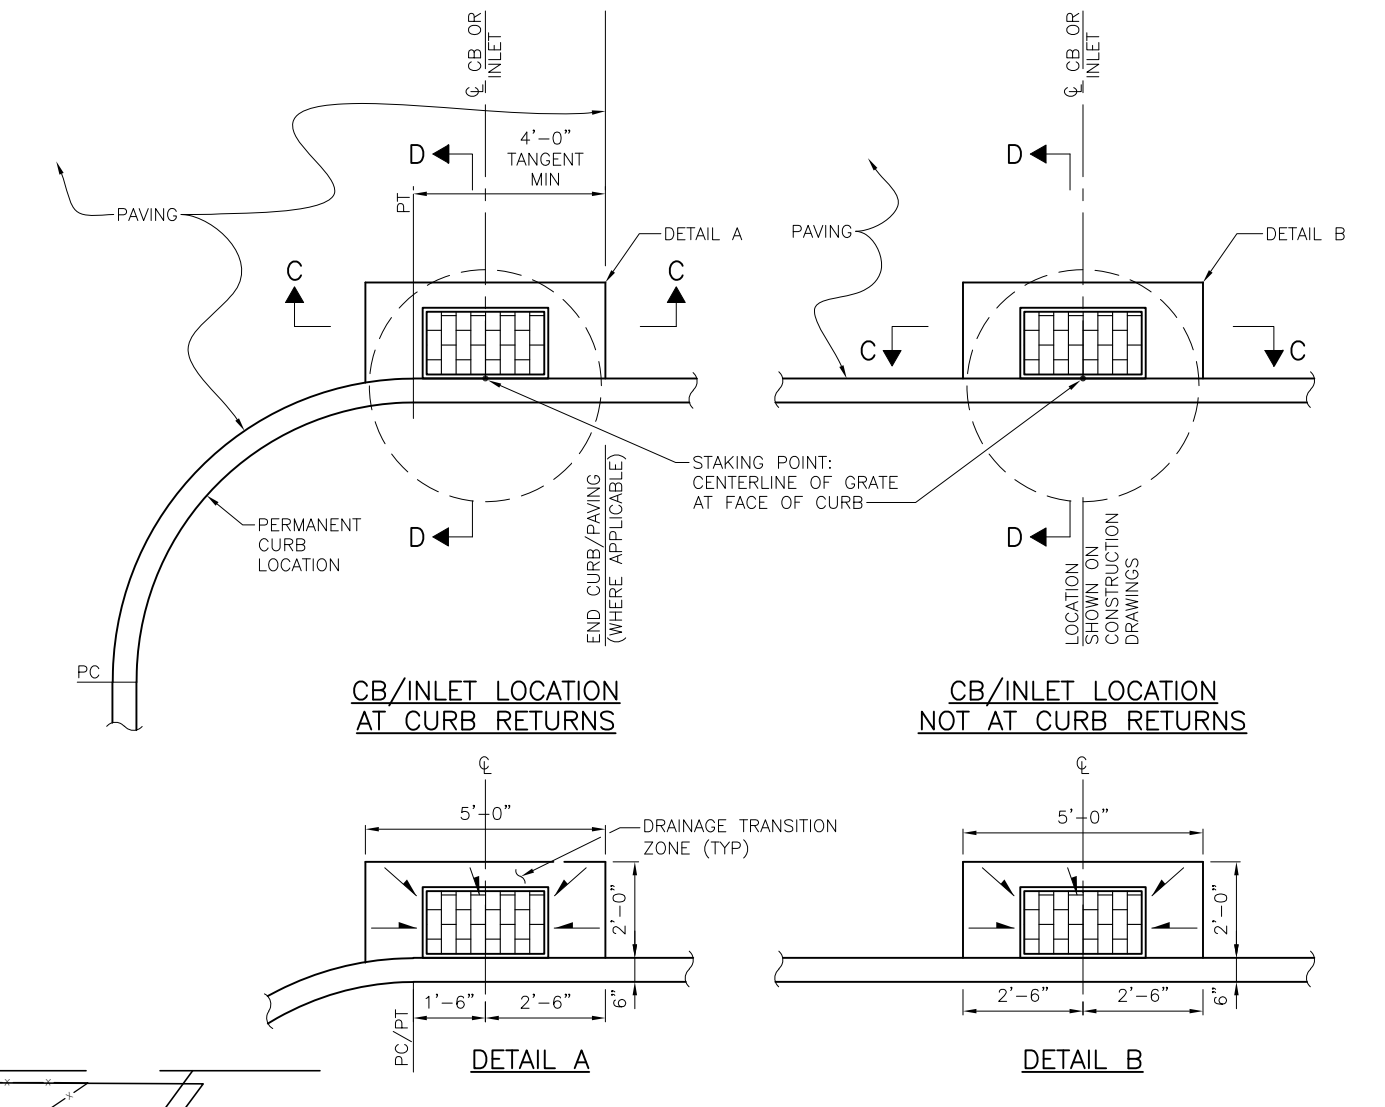 ℄ CB OR
INLET
4'-0"
TANGENT
MIN
D
PT
PAVING
DETAIL A
C
C
D
PERMANENT
CURB
LOCATION
PC
END CURB/PAVING
(WHERE APPLICABLE)
STAKING POINT:
CENTERLINE OF GRATE
AT FACE OF CURB
CB/INLET LOCATION
AT CURB RETURNS
℄ CB OR
INLET
D
PAVING
DETAIL B
C
C
D
LOCATION
SHOWN ON
CONSTRUCTION
DRAWINGS
CB/INLET LOCATION
NOT AT CURB RETURNS
℄
5'-0"
DRAINAGE TRANSITION
ZONE (TYP)
2'-0"
6"
1'-6"
2'-6"
PC/PT
DETAIL A
℄
5'-0"
2'-0"
6"
2'-6"
2'-6"
DETAIL B
x
x
x